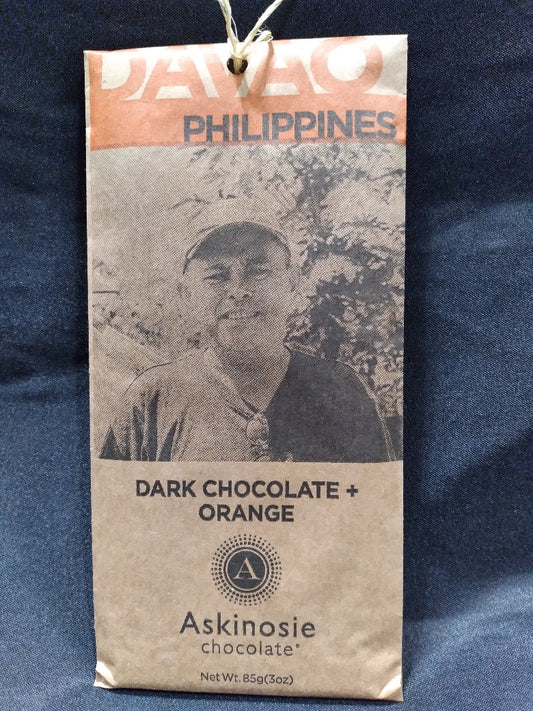 DAVAO
PHILIPPINES
DARK CHOCOLATE +
ORANGE
A
Askinosie
chocolate®
Net Wt. 85g(3oz)